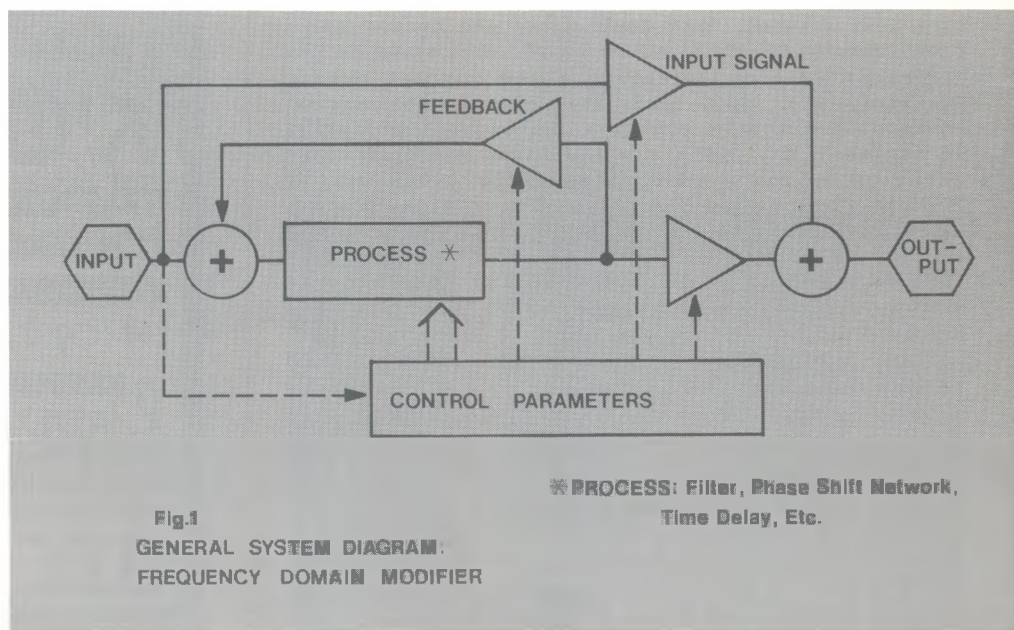 INPUT SIGNAL
FEEDBACK
INPUT
+
PROCESS *
+
OUT-
PUT
CONTROL PARAMETERS
* PROCESS: Filter, Phase Shift Network,
Time Delay, Etc.
Fig.1
GENERAL SYSTEM DIAGRAM:
FREQUENCY DOMAIN MODIFIER